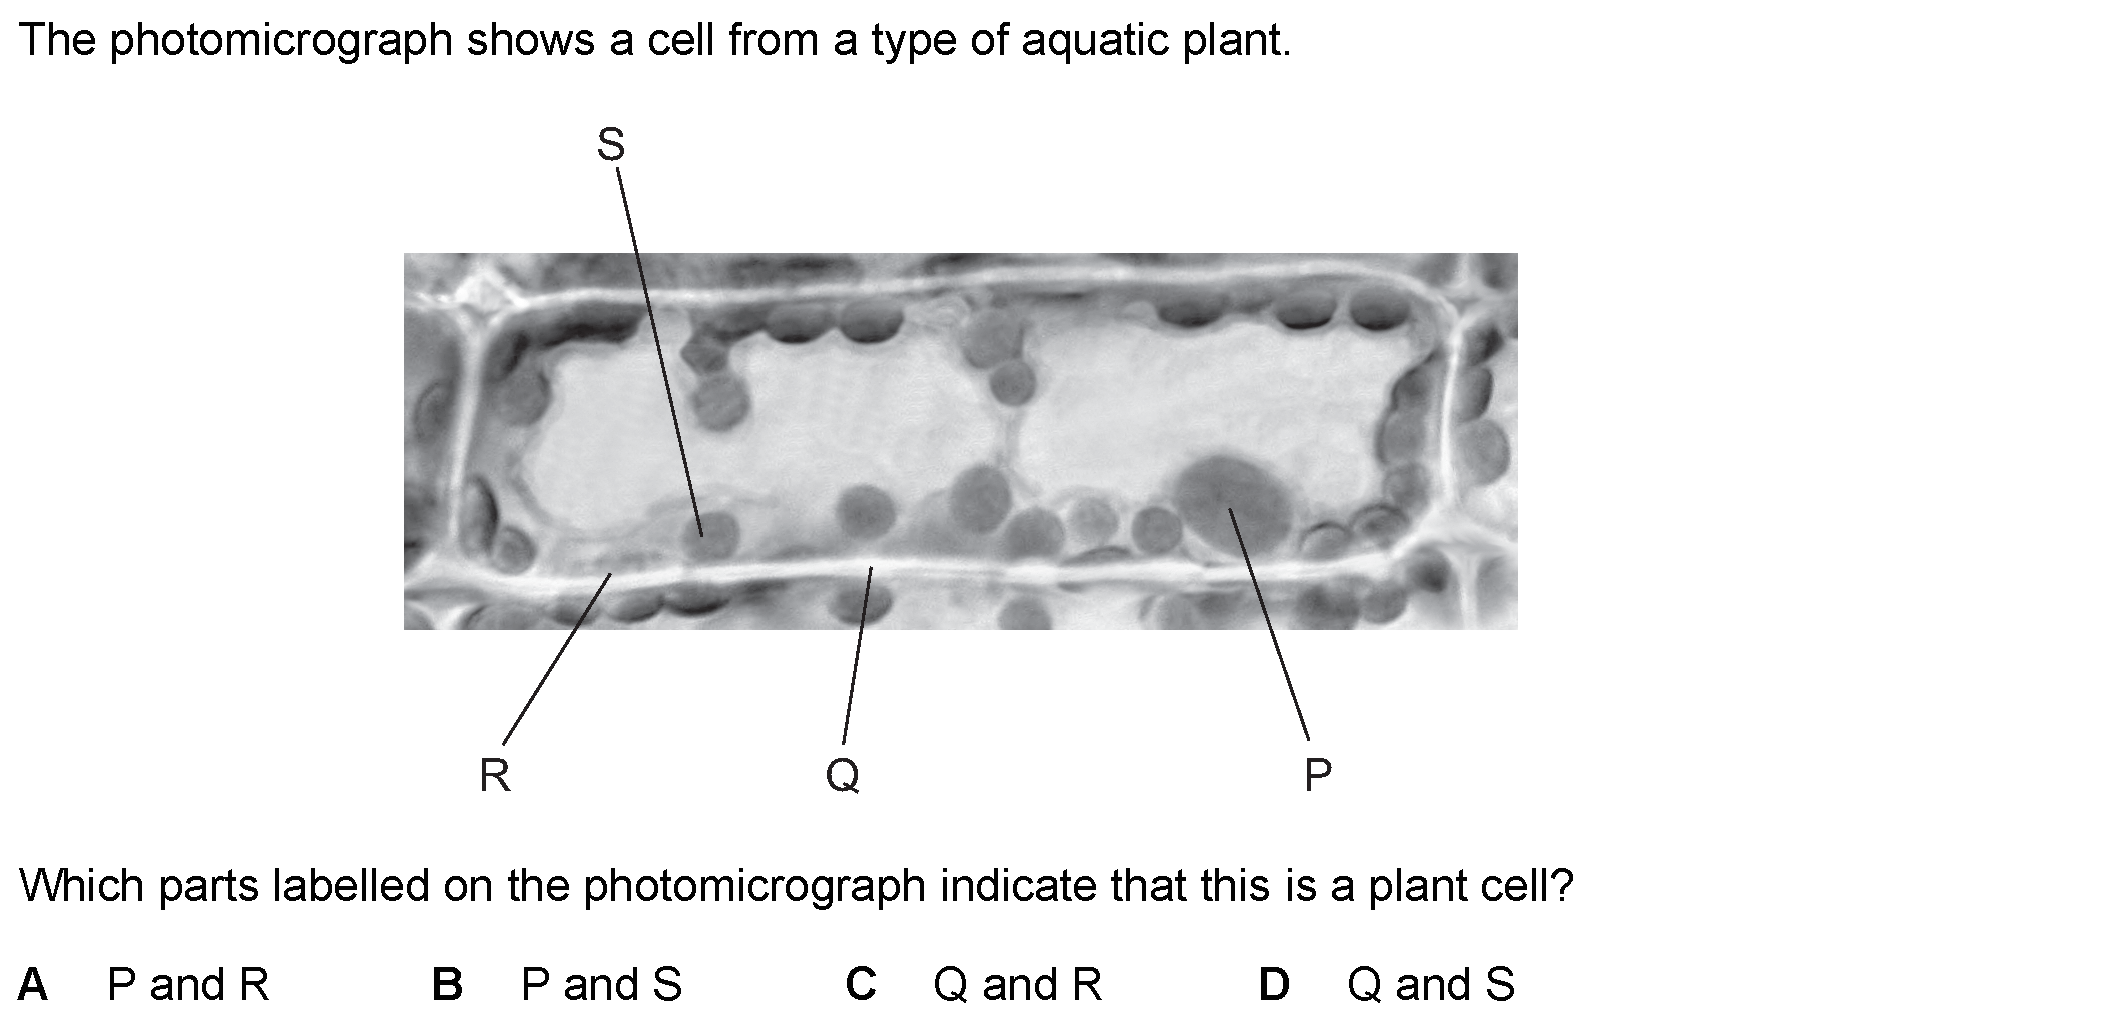 The photomicrograph shows a cell from a type of aquatic plant.
S
R
Q
P
Which parts labelled on the photomicrograph indicate that this is a plant cell?
A P and R B P and S C Q and R D Q and S